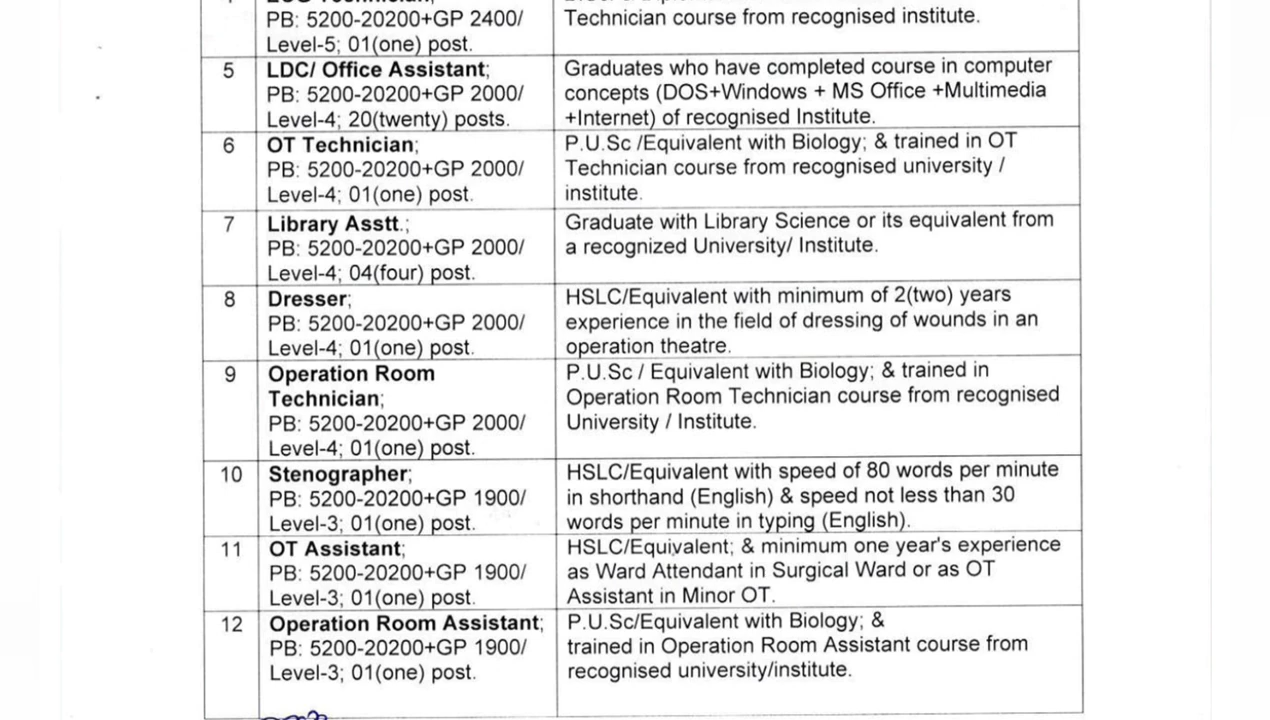 PB: 5200-20200+GP 2400/
Level-5; 01(one) post.
Technician course from recognised institute.
5
LDC/ Office Assistant;
PB: 5200-20200+GP 2000/
Level-4; 20(twenty) posts.
Graduates who have completed course in computer
concepts (DOS+Windows + MS Office +Multimedia
+Internet) of recognised Institute.
6
OT Technician;
PB: 5200-20200+GP 2000/
Level-4; 01(one) post.
P.U.Sc /Equivalent with Biology; & trained in OT
Technician course from recognised university /
institute.
7
Library Asstt.;
PB: 5200-20200+GP 2000/
Level-4; 04(four) post.
Graduate with Library Science or its equivalent from
a recognized University/ Institute.
8
Dresser;
PB: 5200-20200+GP 2000/
Level-4; 01(one) post.
HSLC/Equivalent with minimum of 2(two) years
experience in the field of dressing of wounds in an
operation theatre.
9
Operation Room
Technician;
PB: 5200-20200+GP 2000/
Level-4; 01(one) post.
P.U.Sc / Equivalent with Biology; & trained in
Operation Room Technician course from recognised
University / Institute.
10
Stenographer;
PB: 5200-20200+GP 1900/
Level-3; 01(one) post.
HSLC/Equivalent with speed of 80 words per minute
in shorthand (English) & speed not less than 30
words per minute in typing (English).
11
OT Assistant;
PB: 5200-20200+GP 1900/
Level-3; 01(one) post.
HSLC/Equivalent; & minimum one year's experience
as Ward Attendant in Surgical Ward or as OT
Assistant in Minor OT.
12
Operation Room Assistant;
PB: 5200-20200+GP 1900/
Level-3; 01(one) post.
P.U.Sc/Equivalent with Biology; &
trained in Operation Room Assistant course from
recognised university/institute.